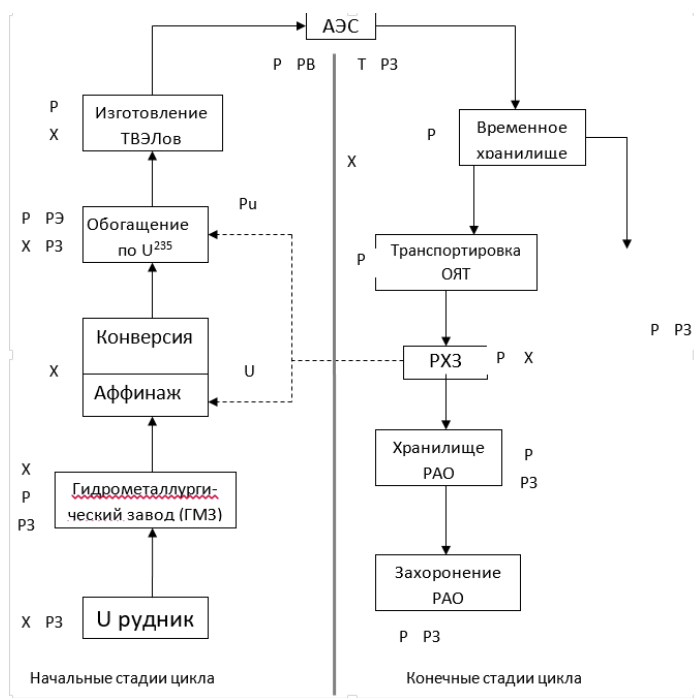 АЭС
Р РВ
Т РЗ
Р
Х
Изготовление
ТВЭЛов
Р
Временное
хранилище
Х
Р РЭ
Х РЗ
Обогащение
по U²³⁵
Pu
Р
Транспортировка
ОЯТ
Р РЗ
Конверсия
Х
Аффинаж
U
РХЗ
Р Х
Х
Р
РЗ
Гидрометаллурги-
ческий завод (ГМЗ)
Хранилище
РАО
Р
РЗ
Захоронение
РАО
Р РЗ
Х РЗ
U рудник
Начальные стадии цикла
Конечные стадии цикла